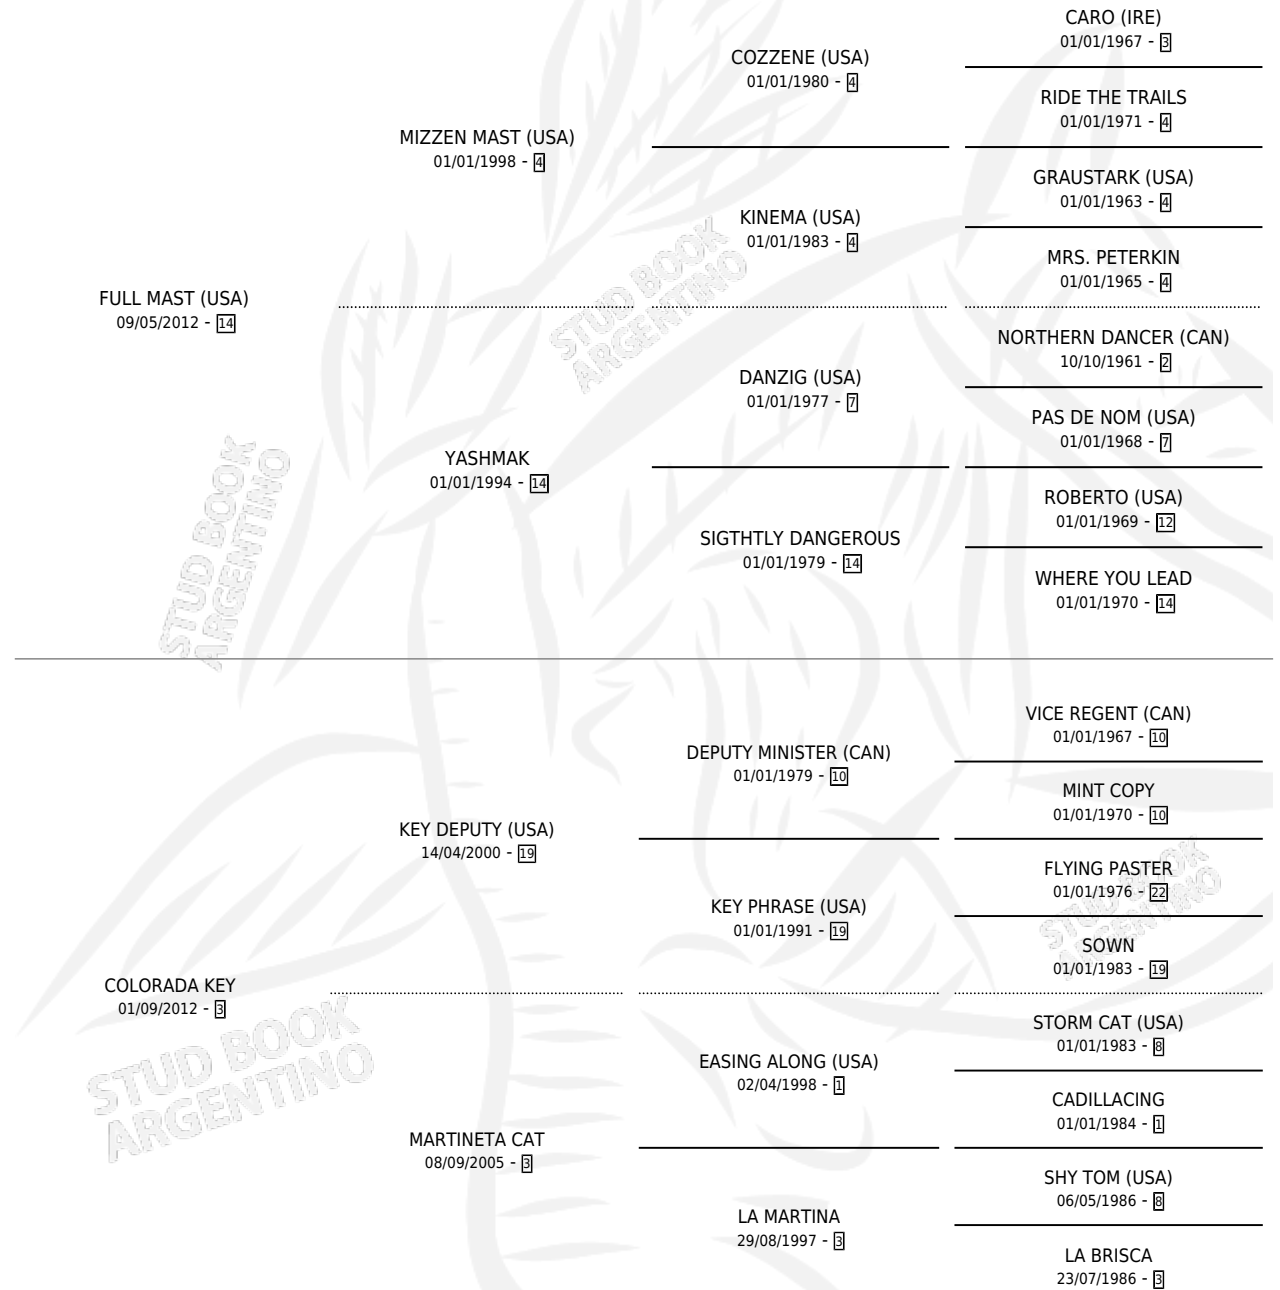 CARO (IRE)
01/01/1967 - 3
COZZENE (USA)
01/01/1980 - 4
RIDE THE TRAILS
01/01/1971 - 4
MIZZEN MAST (USA)
01/01/1998 - 4
GRAUSTARK (USA)
01/01/1963 - 4
KINEMA (USA)
01/01/1983 - 4
MRS. PETERKIN
01/01/1965 - 4
FULL MAST (USA)
09/05/2012 - 14
NORTHERN DANCER (CAN)
10/10/1961 - 2
DANZIG (USA)
01/01/1977 - 7
PAS DE NOM (USA)
01/01/1968 - 7
YASHMAK
01/01/1994 - 14
ROBERTO (USA)
01/01/1969 - 12
SIGTHTLY DANGEROUS
01/01/1979 - 14
WHERE YOU LEAD
01/01/1970 - 14
STUD BOOK
ARGENTINO
STUD BOOK
ARGENTINO
VICE REGENT (CAN)
01/01/1967 - 10
DEPUTY MINISTER (CAN)
01/01/1979 - 10
MINT COPY
01/01/1970 - 10
KEY DEPUTY (USA)
14/04/2000 - 19
FLYING PASTER
01/01/1976 - 22
KEY PHRASE (USA)
01/01/1991 - 19
SOWN
01/01/1983 - 19
COLORADA KEY
01/09/2012 - 3
STORM CAT (USA)
01/01/1983 - 8
EASING ALONG (USA)
02/04/1998 - 1
CADILLACING
01/01/1984 - 1
MARTINETA CAT
08/09/2005 - 3
SHY TOM (USA)
06/05/1986 - 8
LA MARTINA
29/08/1997 - 3
LA BRISCA
23/07/1986 - 3
STUD BOOK
ARGENTINO
STUD BOOK
ARGENTINO